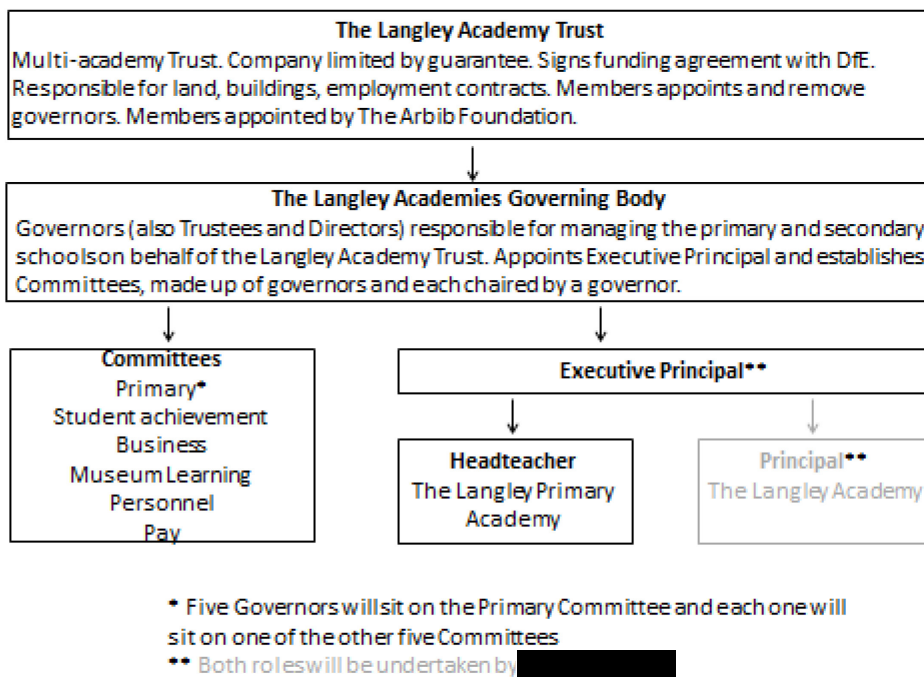 The Langley Academy Trust
Multi-academy Trust. Company limited by guarantee. Signs funding agreement with DfE.
Responsible for land, buildings, employment contracts. Members appoints and remove
governors. Members appointed by The Arbib Foundation.
The Langley Academies Governing Body
Governors (also Trustees and Directors) responsible for managing the primary and secondary
schools on behalf of the Langley Academy Trust. Appoints Executive Principal and establishes
Committees, made up of governors and each chaired by a governor.
Committees
Primary*
Student achievement
Business
Museum Learning
Personnel
Pay
Executive Principal**
Headteacher
The Langley Primary
Academy
Principal**
The Langley Academy
* Five Governors will sit on the Primary Committee and each one will
sit on one of the other five Committees
** Both roles will be undertaken by